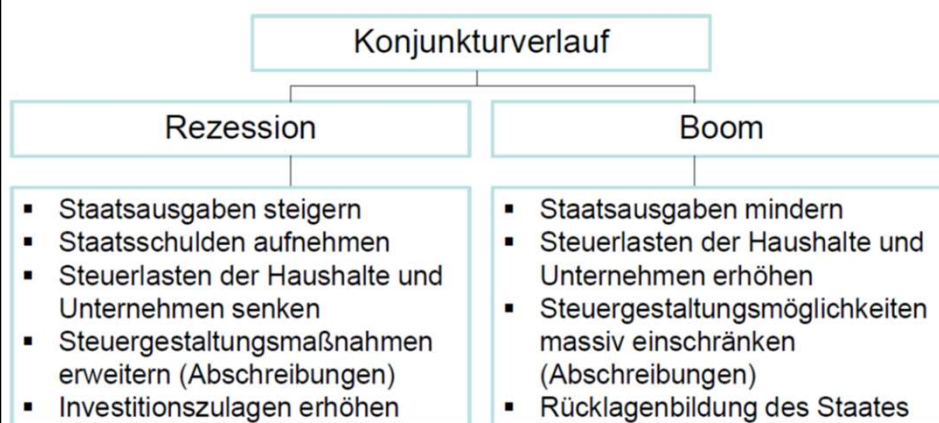 Konjunkturverlauf
Rezession
▪ Staatsausgaben steigern
▪ Staatsschulden aufnehmen
▪ Steuerlasten der Haushalte und
Unternehmen senken
▪ Steuergestaltungsmaßnahmen
erweitern (Abschreibungen)
▪ Investitionszulagen erhöhen
Boom
▪ Staatsausgaben mindern
▪ Steuerlasten der Haushalte und
Unternehmen erhöhen
▪ Steuergestaltungsmöglichkeiten
massiv einschränken
(Abschreibungen)
▪ Rücklagenbildung des Staates